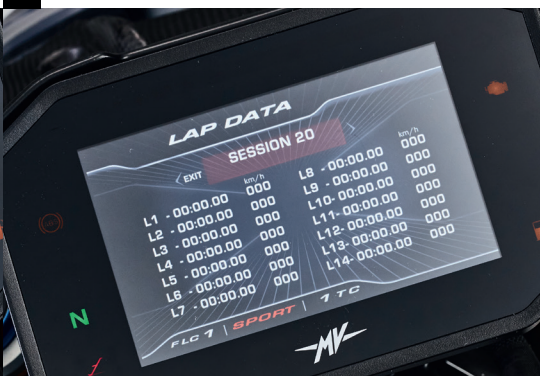 LAP DATA
SESSION 20
EXIT
km/h
L1 - 00:00.00 000
L2 - 00:00.00 000
L3 - 00:00.00 000
L4 - 00:00.00 000
L5 - 00:00.00 000
L6 - 00:00.00 000
L7 - 00:00.00 000
km/h
L8 - 00:00.00 000
L9 - 00:00.00 000
L10- 00:00.00 000
L11- 00:00.00 000
L12- 00:00.00 000
L13- 00:00.00 000
L14- 00:00.00 000
FLC 1 | SPORT | 1 TC
N
MV